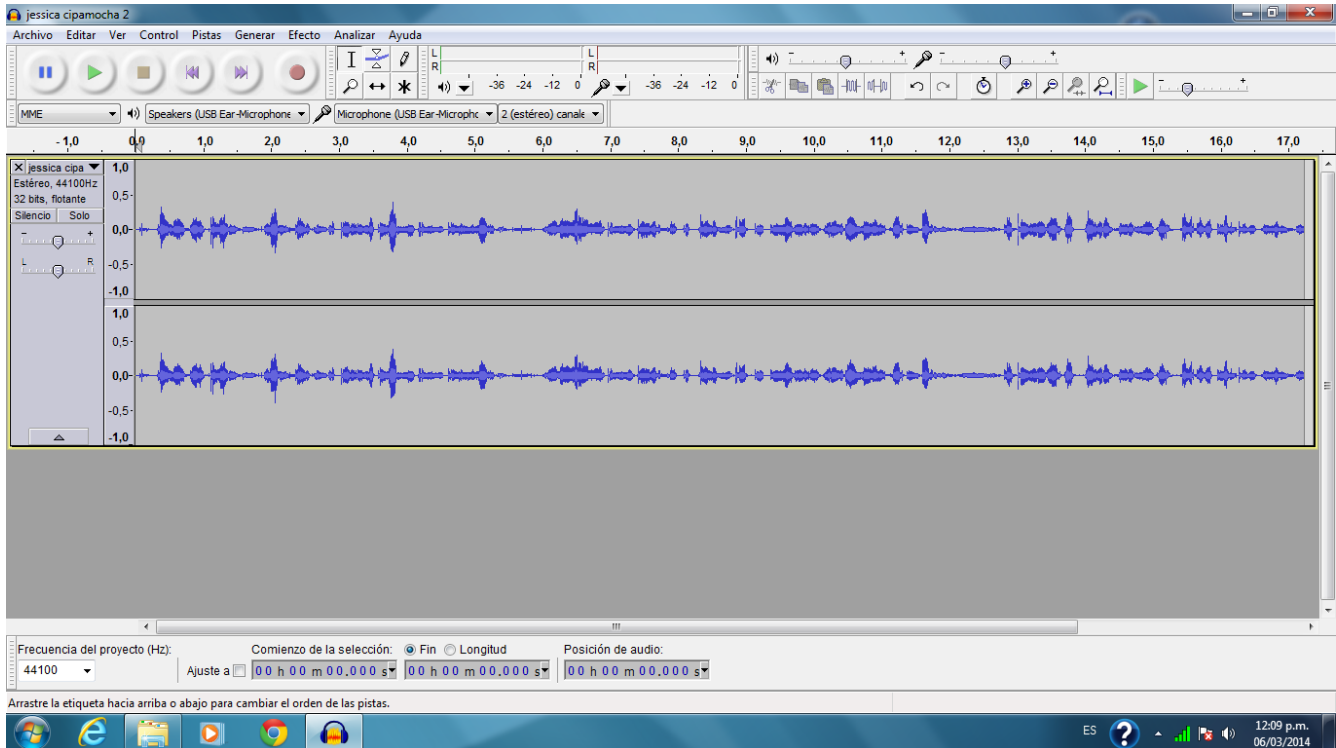 jessica cipamocha 2
Archivo Editar Ver Control Pistas Generar Efecto Analizar Ayuda
L
R
-36 -24 -12 0
L
R
-36 -24 -12 0
MME
Speakers (USB Ear-Microphone
Microphone (USB Ear-Micropho
2 (estéreo) canale
- 1,0 0,0 1,0 2,0 3,0 4,0 5,0 6,0 7,0 8,0 9,0 10,0 11,0 12,0 13,0 14,0 15,0 16,0 17,0
jessica cipa
Estéreo, 44100Hz
32 bits, flotante
Silencio Solo
- +
L R
1,0
0,5-
0,0-
-0,5-
-1,0
1,0
0,5-
0,0-
-0,5-
-1,0
Frecuencia del proyecto (Hz): Comienzo de la selección: Fin Longitud Posición de audio:
44100 Ajuste a 00 h 00 m 00,000 s 00 h 00 m 00,000 s 00 h 00 m 00,000 s
Arrastre la etiqueta hacia arriba o abajo para cambiar el orden de las pistas.
ES 12:09 p.m.
06/03/2014